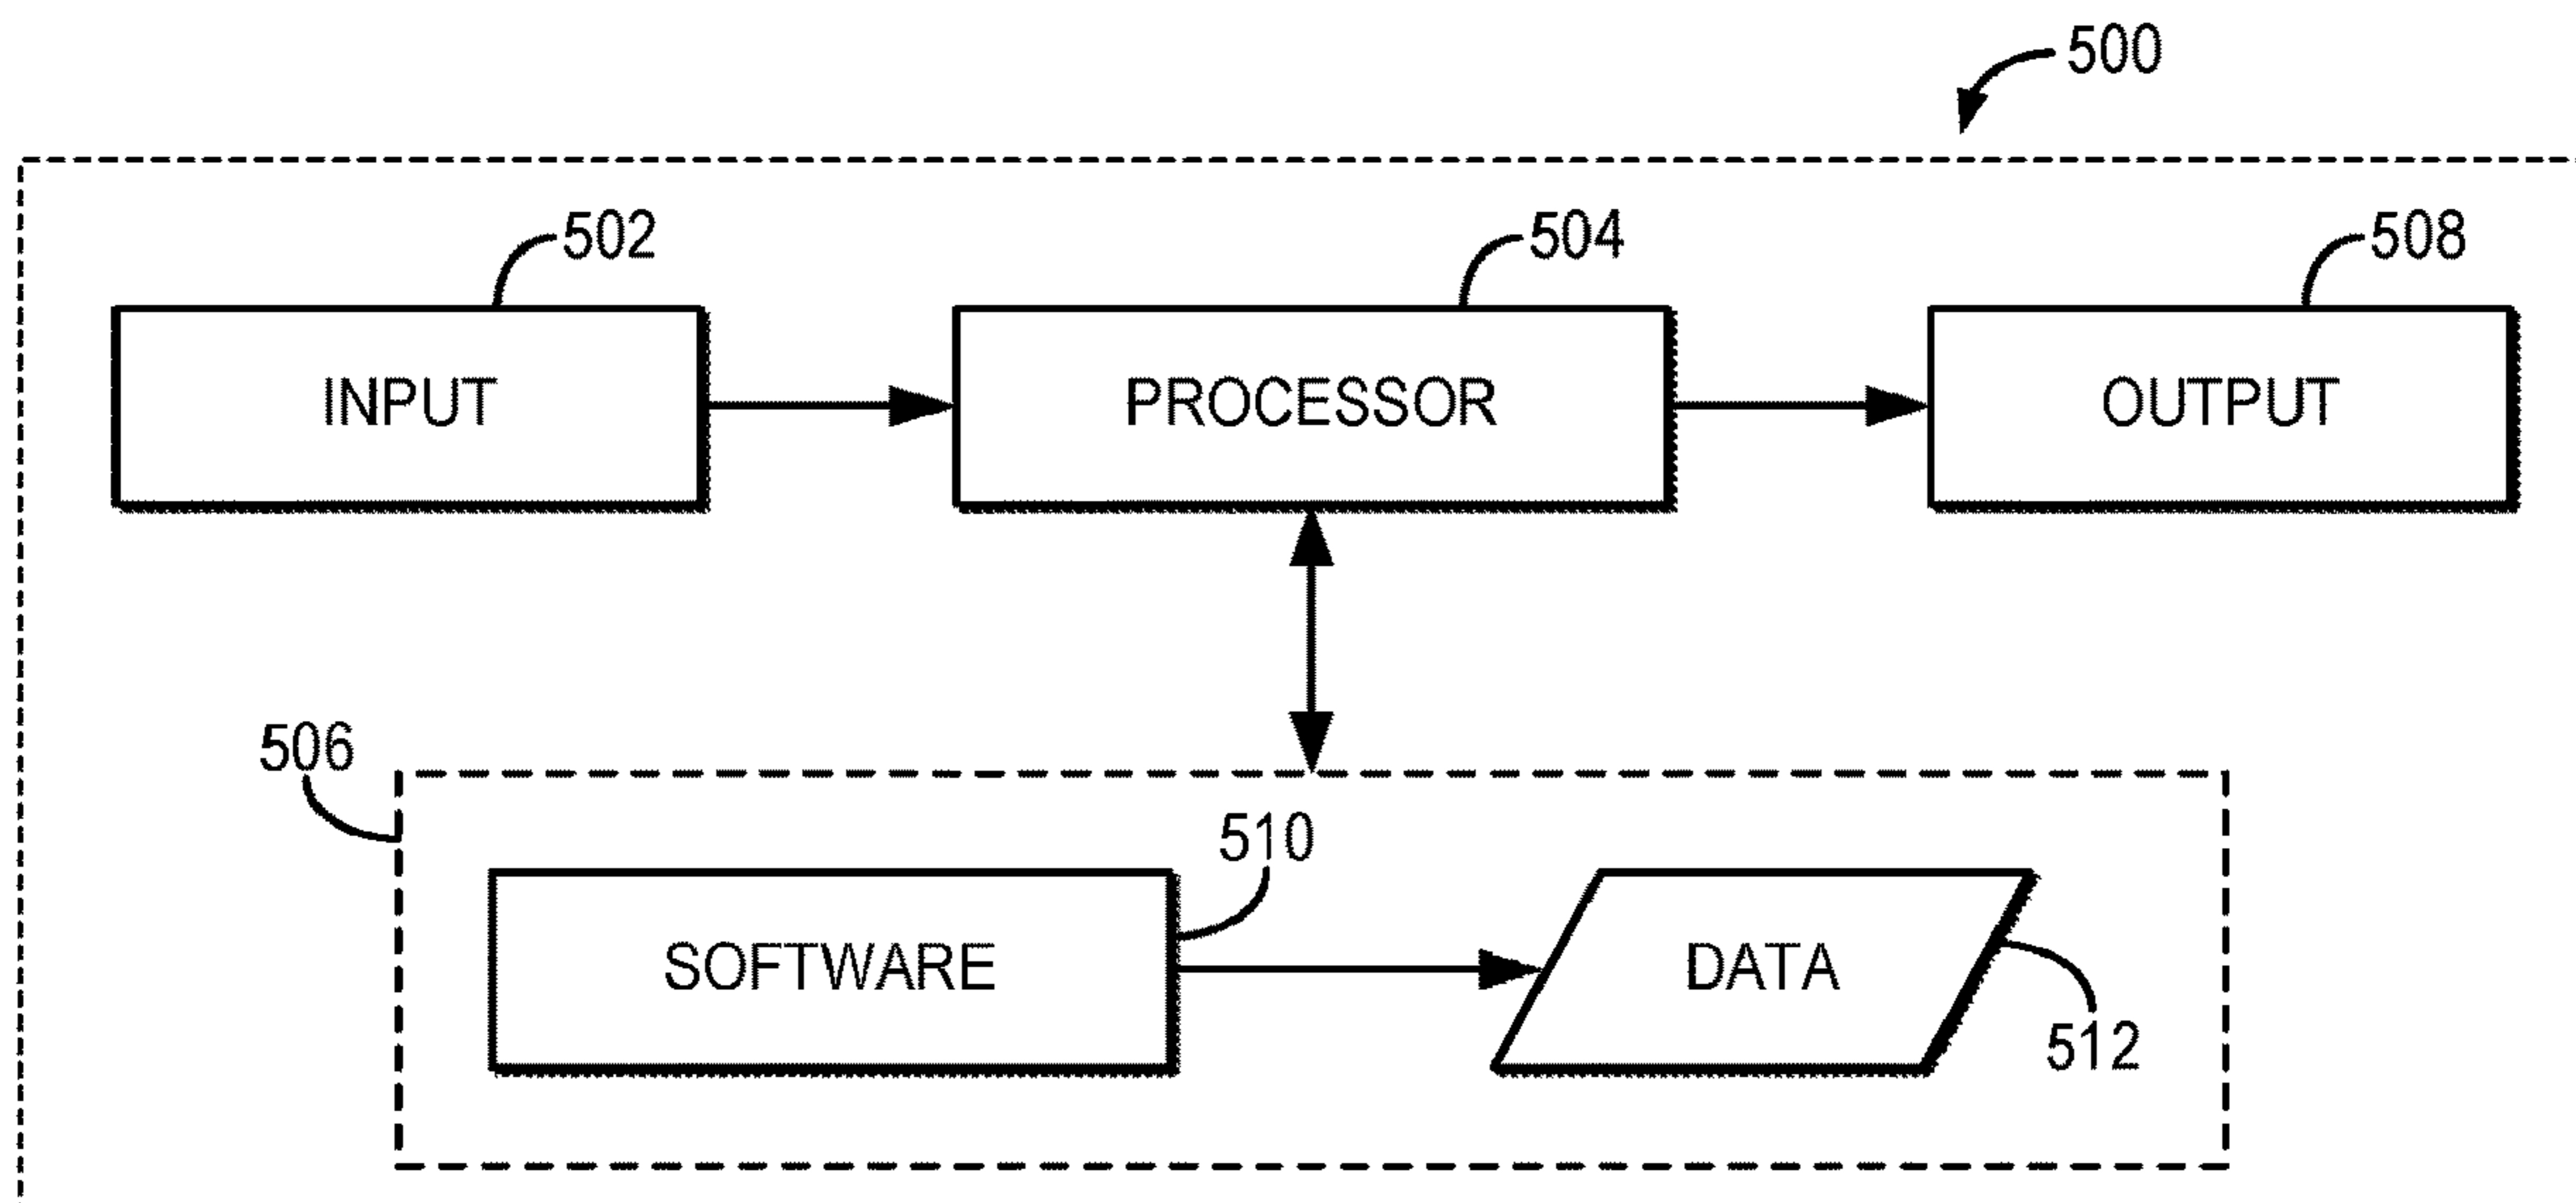 500
502
504
508
INPUT
PROCESSOR
OUTPUT
506
510
SOFTWARE
DATA
512